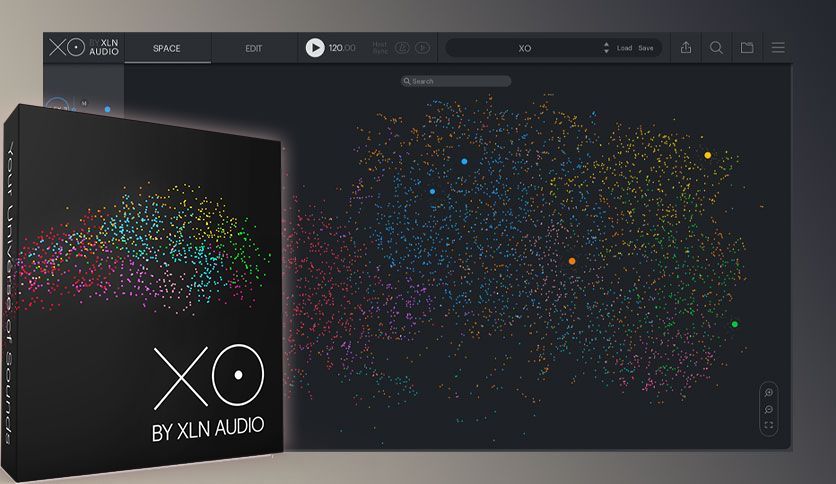 XO BY XLN
AUDIO
SPACE
EDIT
120.00
Host
Sync
XO
Load
Save
Search
M
Your Universe of Sounds
XO
BY XLN AUDIO